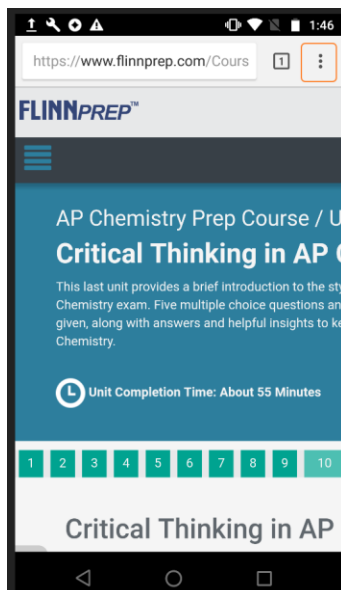 1:46
https://www.flinnprep.com/Cours
1
FLINNPREP™
AP Chemistry Prep Course / U
Critical Thinking in AP C
This last unit provides a brief introduction to the sty
Chemistry exam. Five multiple choice questions an
given, along with answers and helpful insights to ke
Chemistry.
Unit Completion Time: About 55 Minutes
1 2 3 4 5 6 7 8 9 10
Critical Thinking in AP